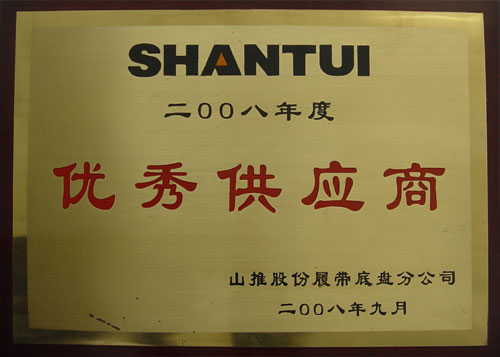 SHANTUI
二00八年度
优秀供应商
山推股份履带底盘分公司
二00八年九月